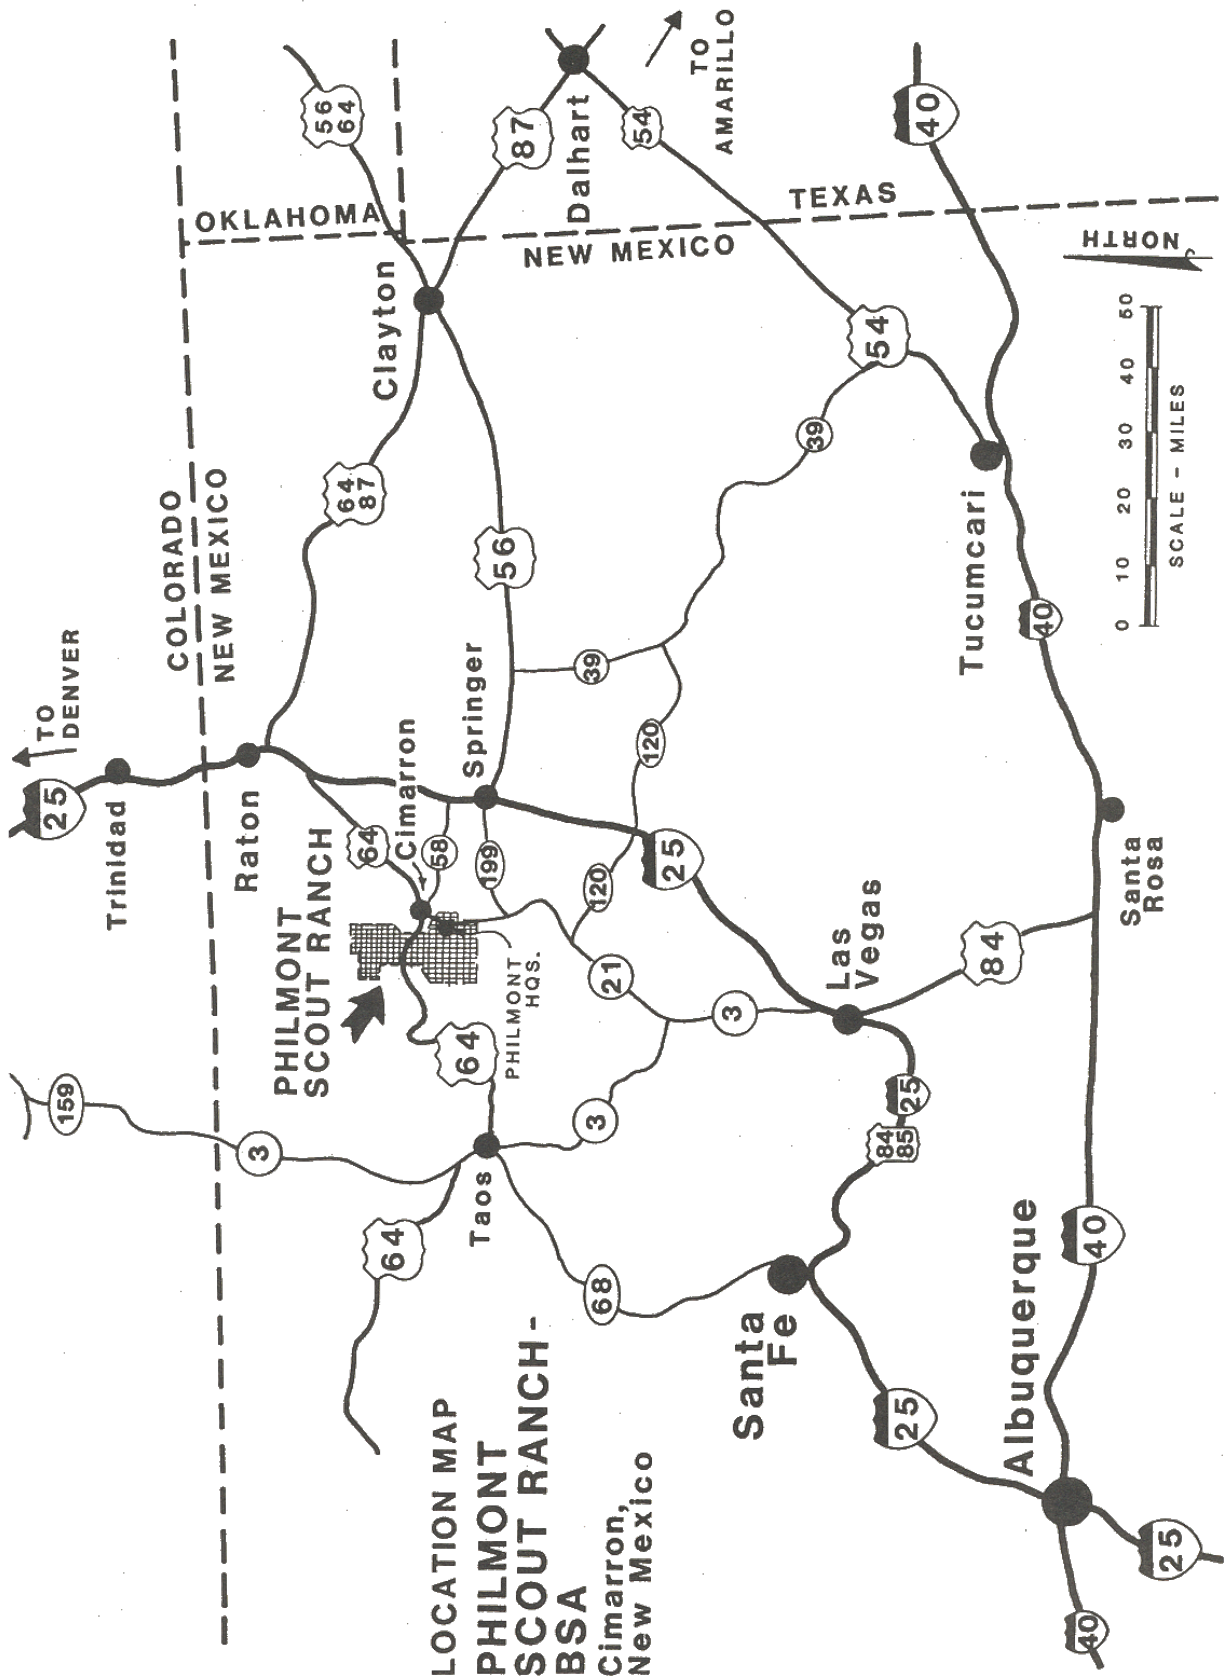 25
TO
DENVER
Trinidad
COLORADO
NEW MEXICO
OKLAHOMA
56
64
159
3
Raton
64
87
Clayton
PHILMONT
SCOUT RANCH
64
Cimarron
58
Springer
56
87
Dalhart
54
TO
AMARILLO
NEW MEXICO
TEXAS
64
Taos
64
PHILMONT
HQS.
199
120
21
3
3
39
120
39
54
25
68
Las
Vegas
84
84
85
25
Santa
Fe
25
Albuquerque
40
25
40
Santa
Rosa
40
Tucumcari
40
NORTH
0 10 20 30 40 50
SCALE - MILES
LOCATION MAP
PHILMONT
SCOUT RANCH-
BSA
Cimarron,
New Mexico